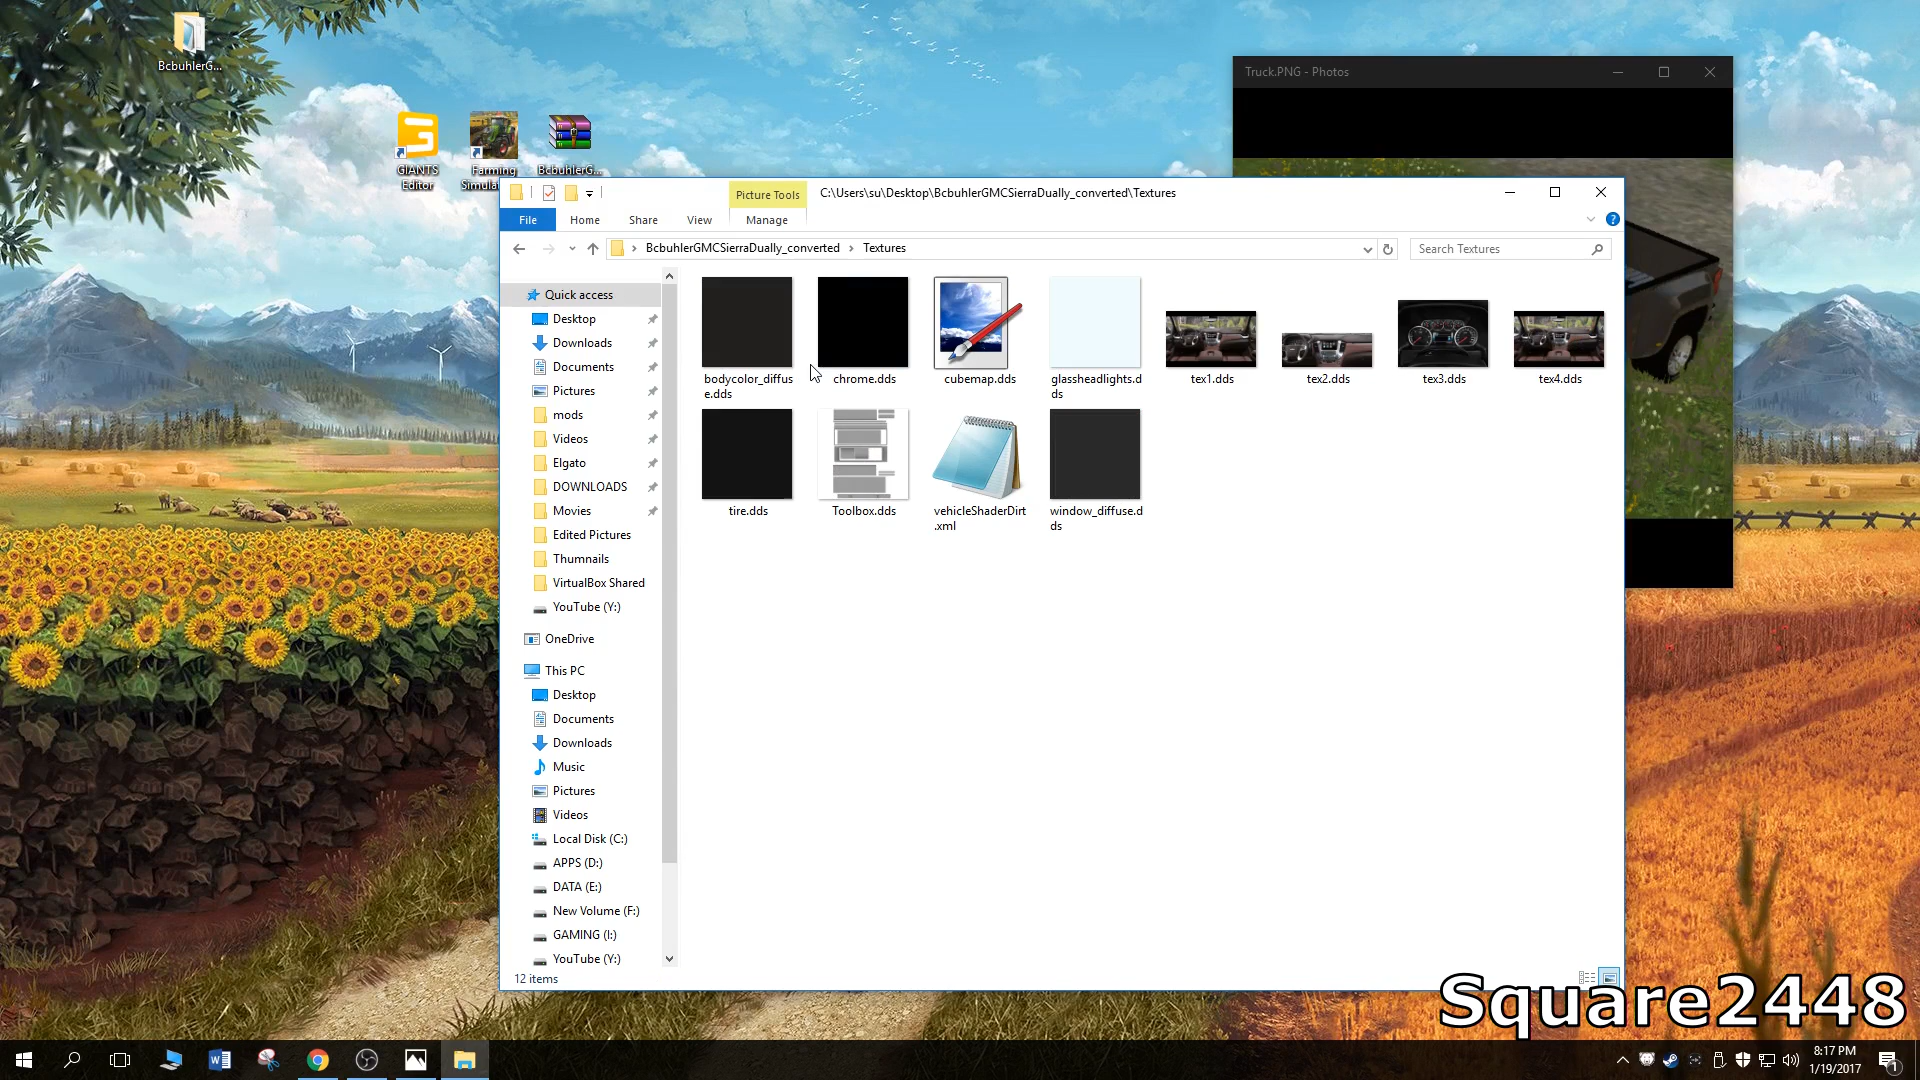 BcbuhlerG...
GIANTS
Editor
Farming
Simulat...
BcbuhlerG...
Truck.PNG - Photos
Picture Tools
C:\Users\su\Desktop\BcbuhlerGMCSierraDually_converted\Textures
File
Home
Share
View
Manage
BcbuhlerGMCSierraDually_converted
Textures
Search Textures
Quick access
Desktop
Downloads
Documents
Pictures
mods
Videos
Elgato
DOWNLOADS
Movies
Edited Pictures
Thumnails
VirtualBox Shared
YouTube (Y:)
OneDrive
This PC
Desktop
Documents
Downloads
Music
Pictures
Videos
Local Disk (C:)
APPS (D:)
DATA (E:)
New Volume (F:)
GAMING (I:)
YouTube (Y:)
bodycolor_diffu
se.dds
chrome.dds
cubemap.dds
glassheadlights.d
ds
tex1.dds
tex2.dds
tex3.dds
tex4.dds
tire.dds
Toolbox.dds
vehicleShaderDirt
.xml
window_diffuse.d
ds
12 items
Square2448
8:17 PM
1/19/2017
1